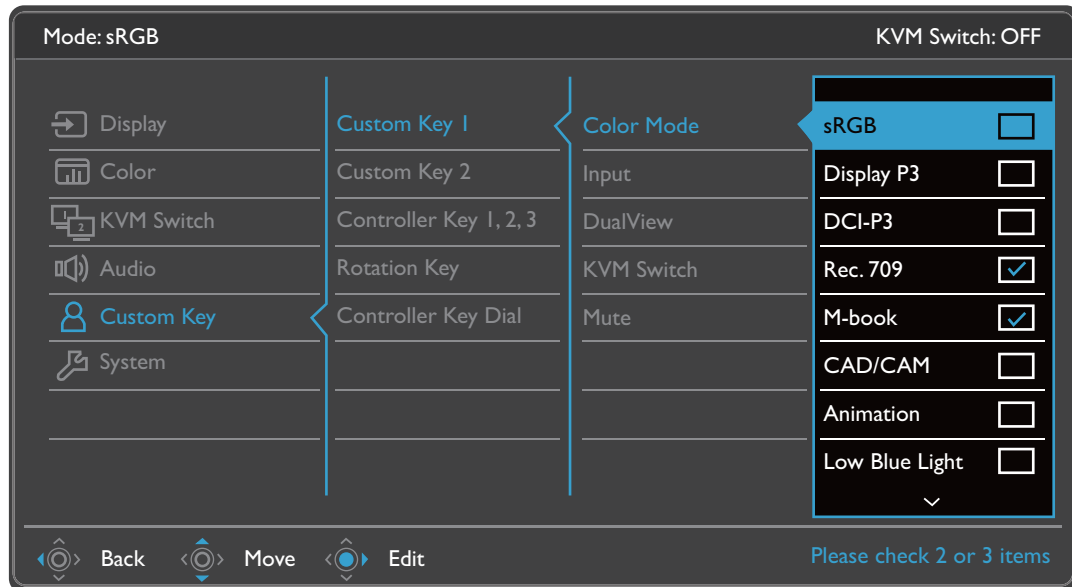 Mode: sRGB
KVM Switch: OFF
Display
Color
1
2
KVM Switch
Audio
Custom Key
System
Custom Key 1
Custom Key 2
Controller Key 1, 2, 3
Rotation Key
Controller Key Dial
Color Mode
Input
DualView
KVM Switch
Mute
sRGB
Display P3
DCI-P3
Rec. 709
M-book
CAD/CAM
Animation
Low Blue Light
Back
Move
Edit
Please check 2 or 3 items